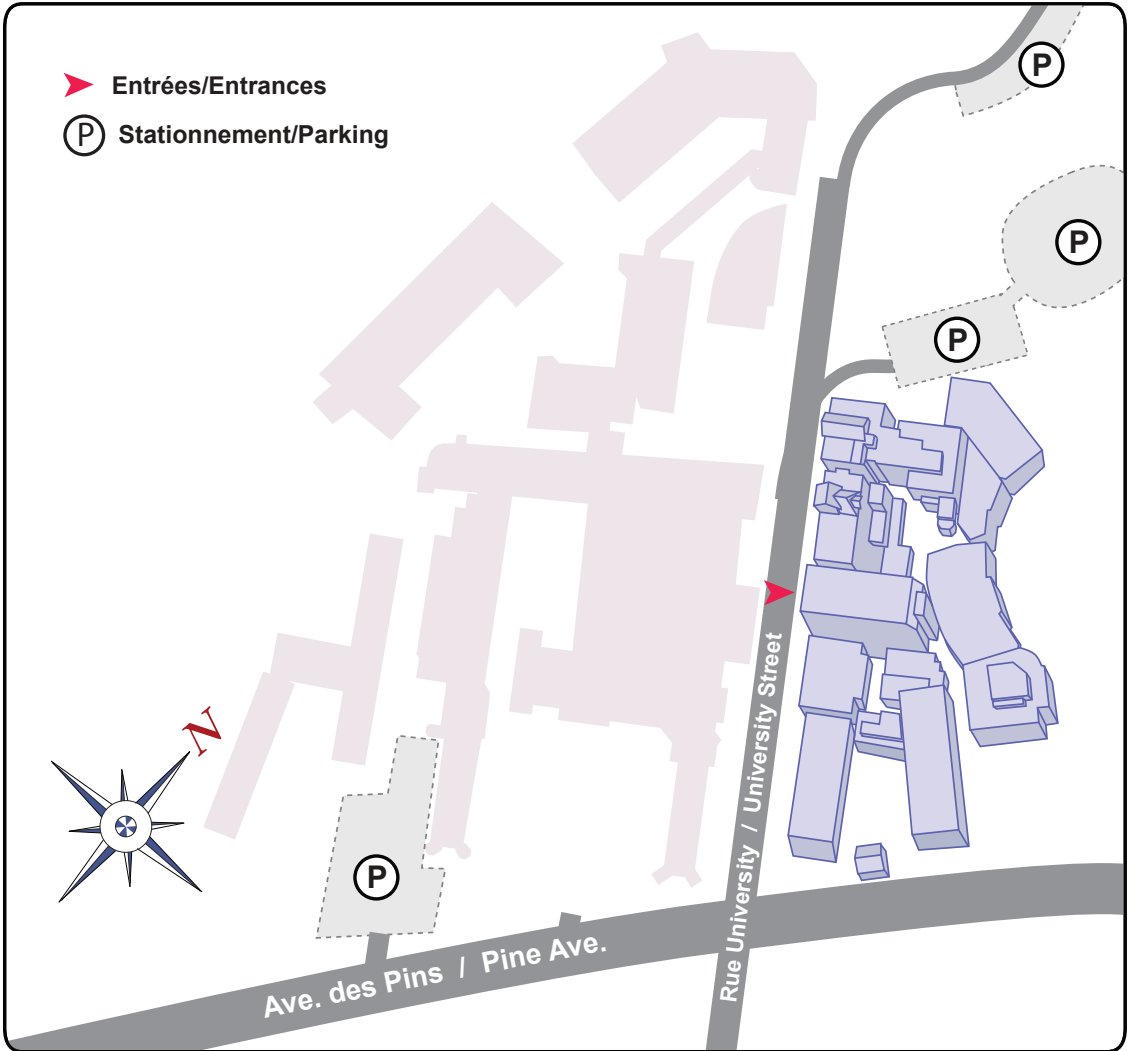 Entrées/Entrances
P Stationnement/Parking
P
P
P
N
P
Rue University / University Street
Ave. des Pins / Pine Ave.